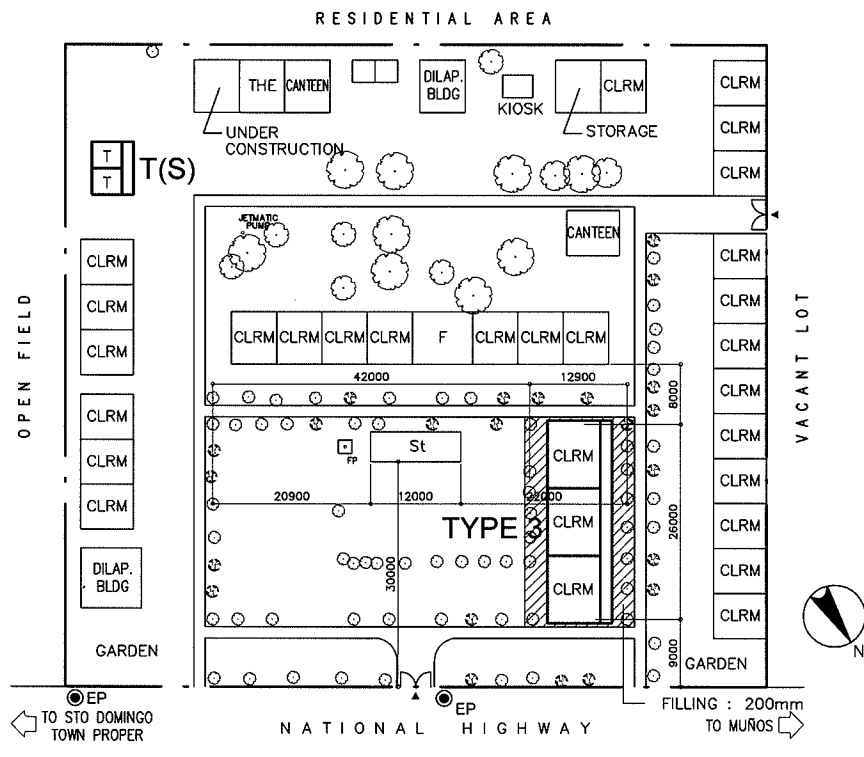 RESIDENTIAL AREA
THE
CANTEEN
DILAP.
BLDG
KIOSK
CLRM
UNDER
CONSTRUCTION
STORAGE
CLRM
CLRM
CLRM
T
T
T(S)
JETMATIC
PUMP
CANTEEN
OPEN FIELD
VACANT LOT
CLRM
CLRM
CLRM
CLRM
CLRM
CLRM
DILAP.
BLDG
GARDEN
CLRM
CLRM
CLRM
CLRM
F
CLRM
CLRM
CLRM
42000
12900
8000
St
FP
20900
12000
22000
TYPE 3
30000
CLRM
CLRM
CLRM
26000
9000
CLRM
CLRM
CLRM
CLRM
CLRM
CLRM
CLRM
CLRM
CLRM
GARDEN
N
EP
EP
FILLING : 200mm
TO STO DOMINGO
TOWN PROPER
NATIONAL HIGHWAY
TO MUÑOS